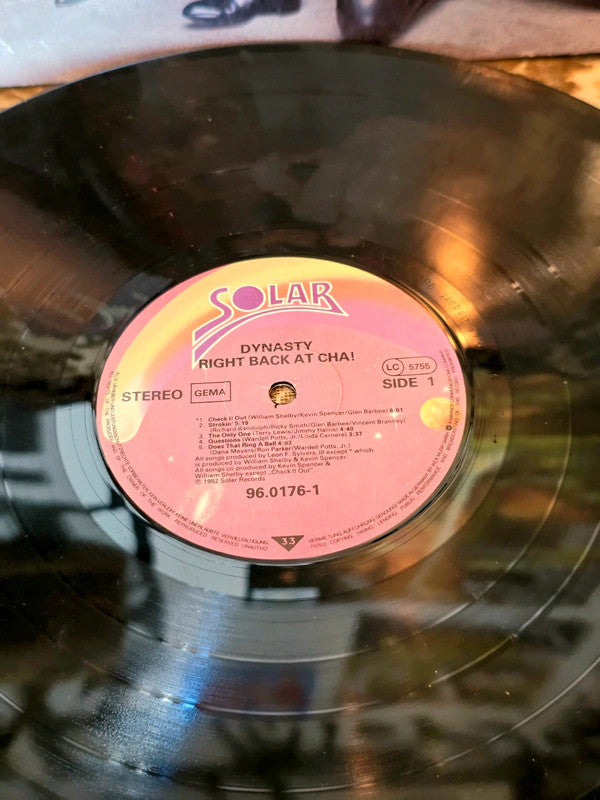 SOLAR
DYNASTY
RIGHT BACK AT CHA!
STEREO GEMA
LC 5755
SIDE 1
*1 Check It Out (William Shelby/Kevin Spencer/Glen Barbee) 6:01
2 Strokin' 5:19
(Richard Randolph/Ricky Smith/Glen Barbee/Vincent Brantley)
3 The Only One (Terry Lewis/Jimmy Harris) 4:40
4 Questions (Wardell Potts, Jr./Linda Carriere) 3:37
5 Does That Ring A Bell 4:03
(Dana Meyers/Ron Parker/Wardell Potts, Jr.)
All songs produced by Leon F. Sylvers, III except * which
is produced by William Shelby & Kevin Spencer
All songs co-produced by Kevin Spencer &
William Shelby except „Check It Out".
℗ 1982 Solar Records
96.0176-1
33